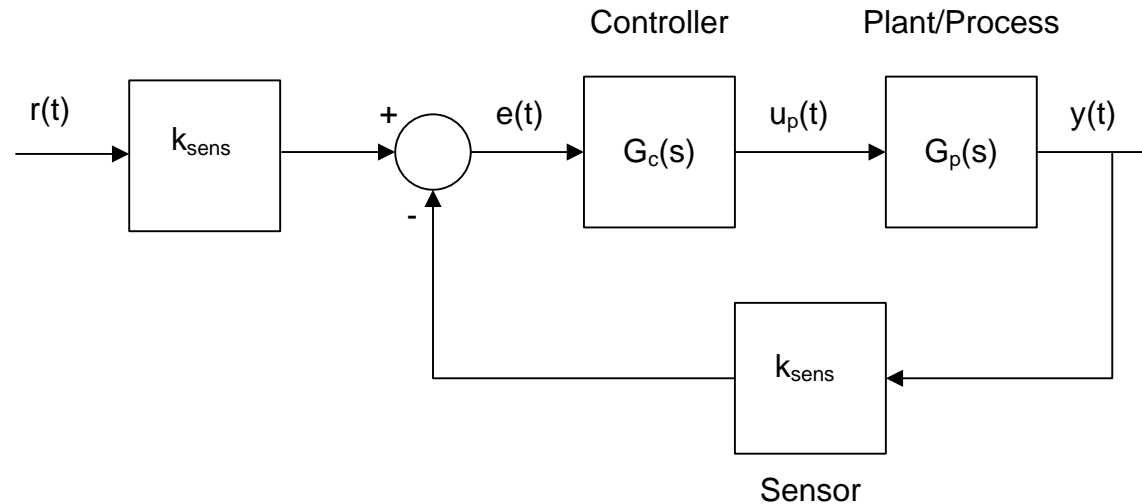 Controller
Plant/Process
r(t)
k_sens
+
-
e(t)
G_c(s)
u_p(t)
G_p(s)
y(t)
k_sens
Sensor